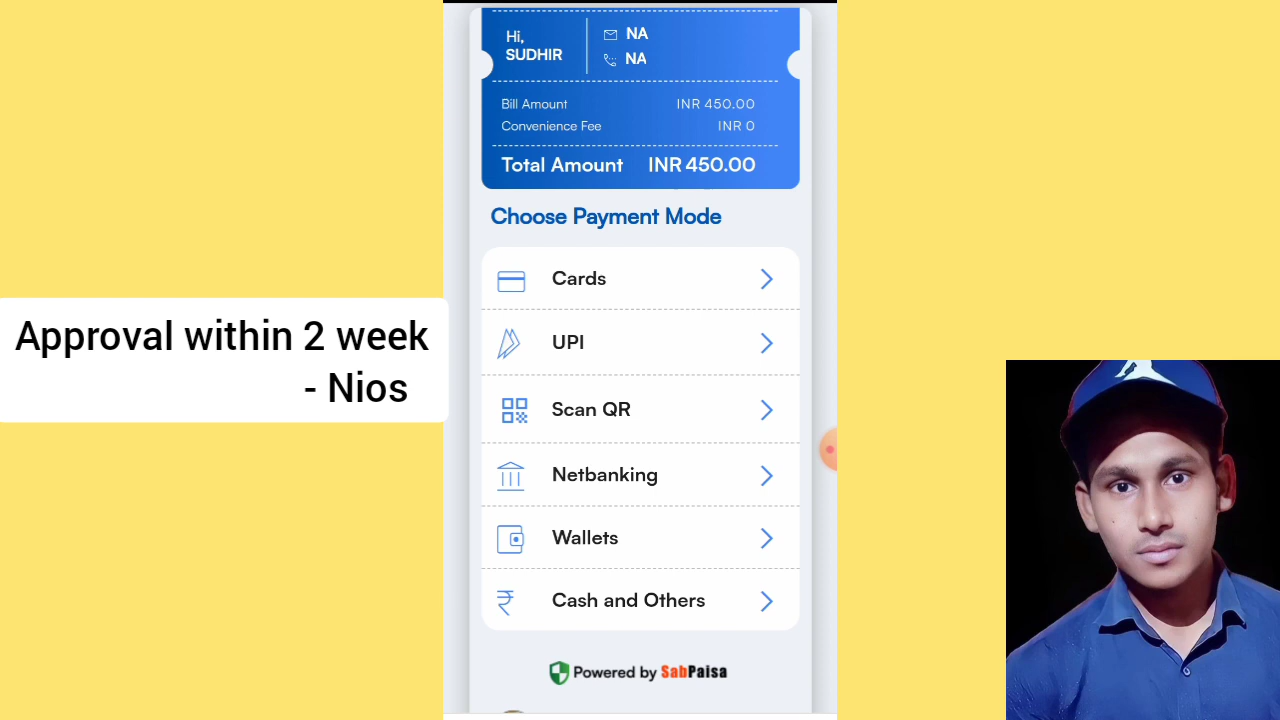 Hi,
SUDHIR
NA
NA
Bill Amount INR 450.00
Convenience Fee INR 0
Total Amount INR 450.00
Choose Payment Mode
Cards
UPI
Scan QR
Netbanking
Wallets
Cash and Others
Powered by SabPaisa
Approval within 2 week
- Nios